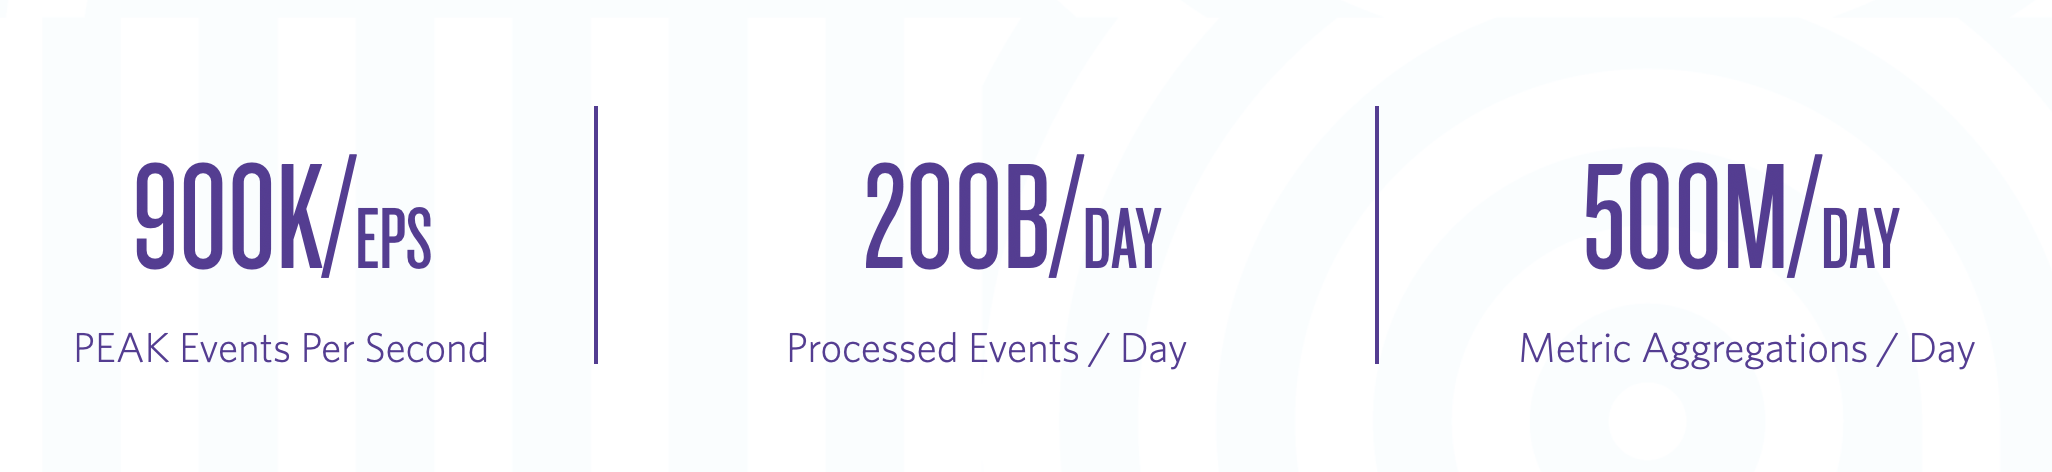 900K/EPS
PEAK Events Per Second
200B/DAY
Processed Events / Day
500M/DAY
Metric Aggregations / Day